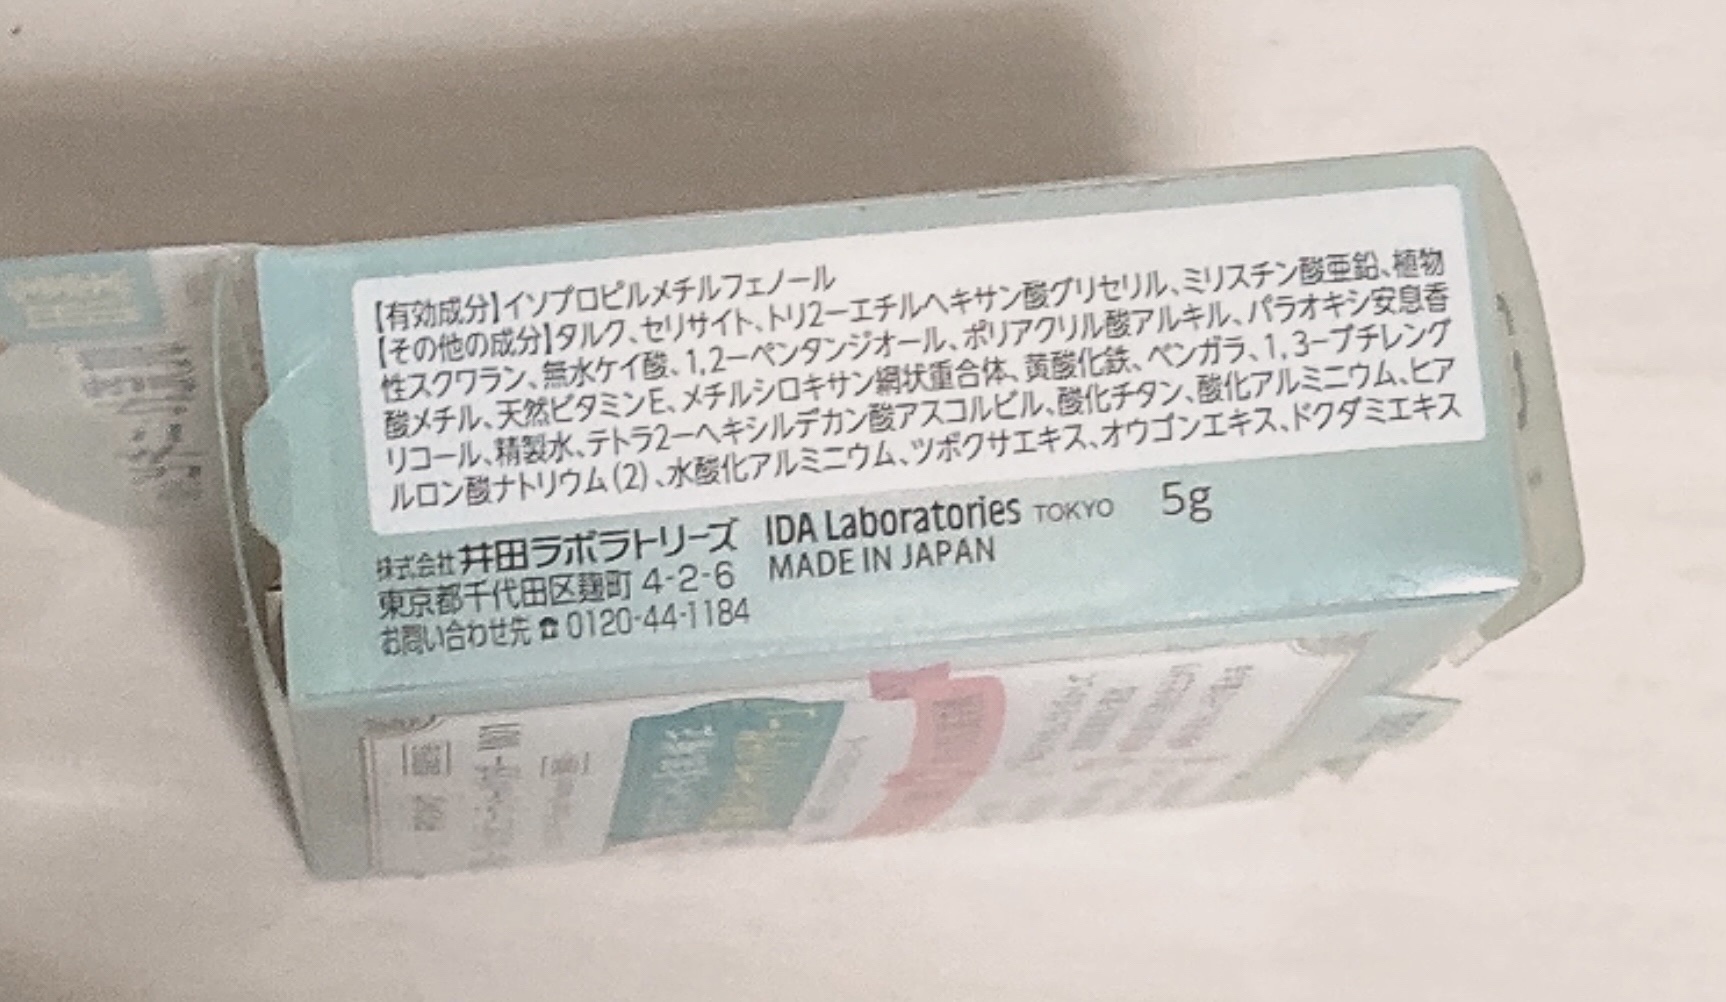 【有効成分】イソプロピルメチルフェノール
【その他の成分】タルク、セリサイト、トリ2ーエチルヘキサン酸グリセリル、ミリスチン酸亜鉛、植物
性スクワラン、無水ケイ酸、1,2ーペンタンジオール、ポリアクリル酸アルキル、パラオキシ安息香
酸メチル、天然ビタミンE、メチルシロキサン網状重合体、黄酸化鉄、ベンガラ、1,3ーブチレング
リコール、精製水、テトラ2ーヘキシルデカン酸アスコルビル、酸化チタン、酸化アルミニウム、ヒア
ルロン酸ナトリウム(2)、水酸化アルミニウム、ツボクサエキス、オウゴンエキス、ドクダミエキス
株式会社 井田ラボラトリーズ IDA Laboratories TOKYO 5g
東京都千代田区麹町 4-2-6 MADE IN JAPAN
お問い合わせ先 ☎ 0120-44-1184